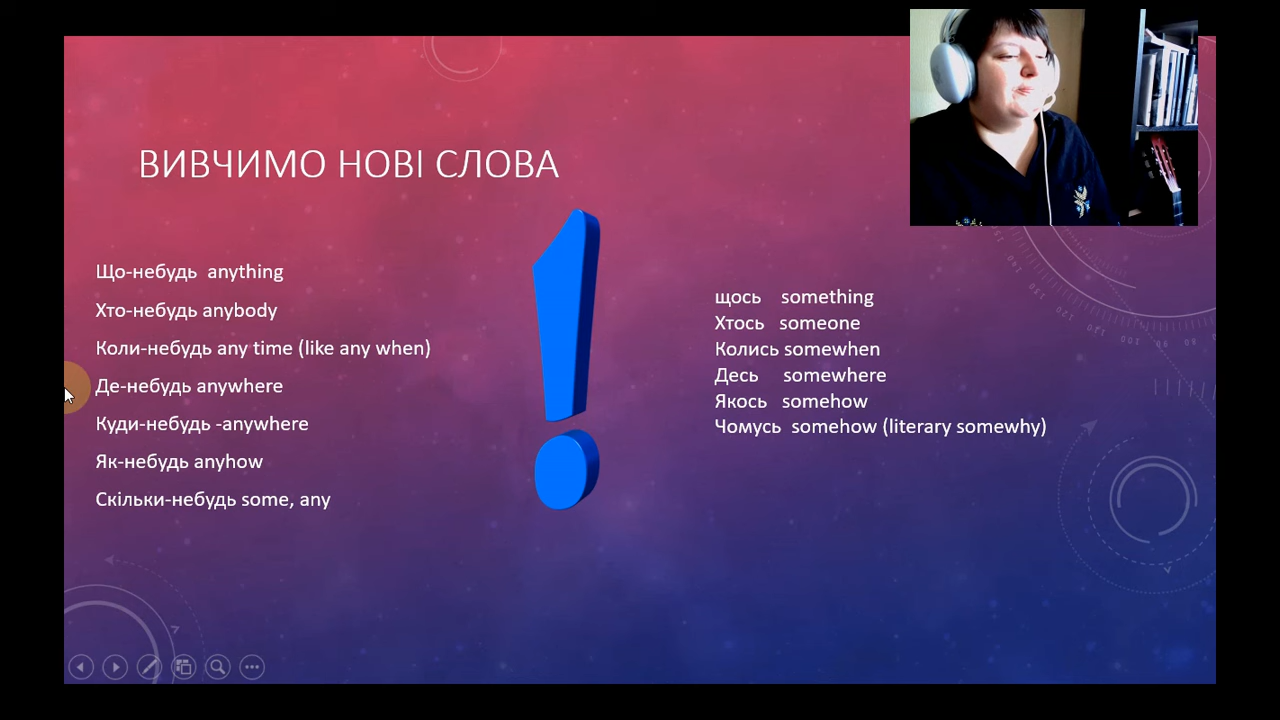 ВИВЧИМО НОВІ СЛОВА
Що-небудь anything
Хто-небудь anybody
Коли-небудь any time (like any when)
Де-небудь anywhere
Куди-небудь -anywhere
Як-небудь anyhow
Скільки-небудь some, any
щось something
Хтось someone
Колись somewhen
Десь somewhere
Якось somehow
Чомусь somehow (literary somewhy)